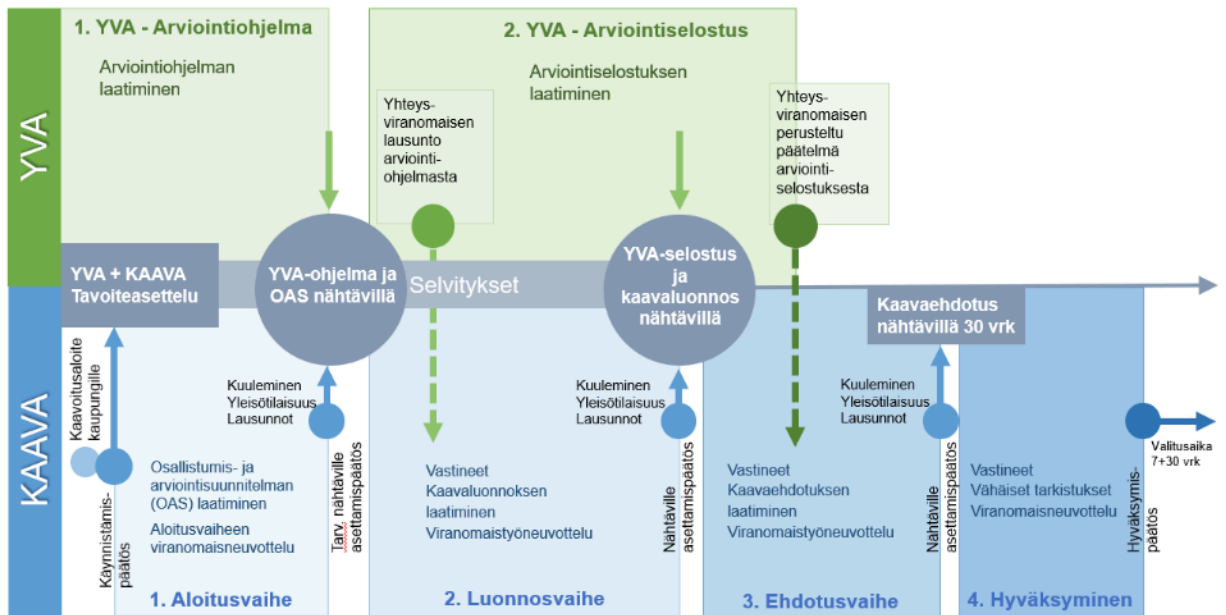 YVA
1. YVA - Arviointiohjelma
Arviointiohjelman
laatiminen
2. YVA - Arviointiselostus
Arviointiselostuksen
laatiminen
Yhteys-
viranomaisen
lausunto
arviointi-
ohjelmasta
Yhteys-
viranomaisen
perusteltu
päätelmä
arviointi-
selostuksesta
YVA + KAAVA
Tavoiteasettelu
YVA-ohjelma ja
OAS nähtävillä
Selvitykset
YVA-selostus
ja
kaavaluonnos
nähtävillä
Kaavaehdotus
nähtävillä 30 vrk
KAAVA
Kaavoitusaloite
kaupungille
Käynnistämis-
päätös
Osallistumis- ja
arviointisuunnitelman
(OAS) laatiminen
Aloitusvaiheen
viranomaisneuvottelu
Kuuleminen
Yleisötilaisuus
Lausunnot
Tarv. nähtäville
asettamispäätös
1. Aloitusvaihe
Vastineet
Kaavaluonnoksen
laatiminen
Viranomaistyöneuvottelu
Kuuleminen
Yleisötilaisuus
Lausunnot
Nähtäville
asettamispäätös
2. Luonnosvaihe
Vastineet
Kaavaehdotuksen
laatiminen
Viranomaistyöneuvottelu
Kuuleminen
Yleisötilaisuus
Lausunnot
Nähtäville
asettamispäätös
3. Ehdotusvaihe
Vastineet
Vähäiset tarkistukset
Viranomaisneuvottelu
Hyväksymis-
päätös
Valitusaika
7+30 vrk
4. Hyväksyminen